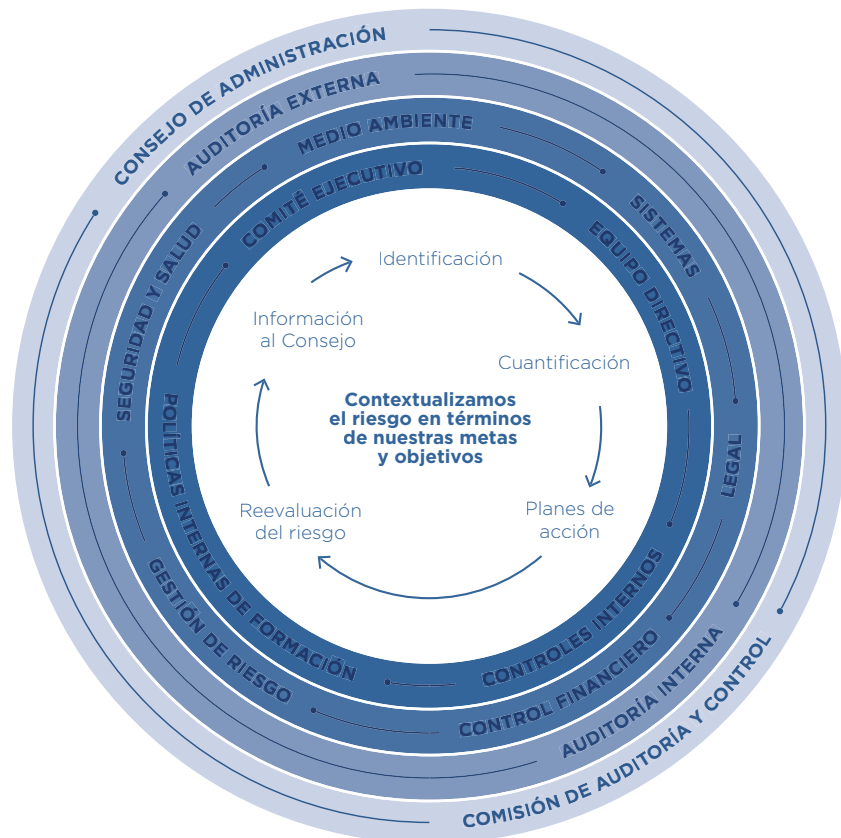 CONSEJO DE ADMINISTRACIÓN
COMISIÓN DE AUDITORÍA Y CONTROL
AUDITORÍA EXTERNA
AUDITORÍA INTERNA
MEDIO AMBIENTE
SISTEMAS
LEGAL
CONTROL FINANCIERO
GESTIÓN DE RIESGO
SEGURIDAD Y SALUD
COMITÉ EJECUTIVO
EQUIPO DIRECTIVO
CONTROLES INTERNOS
POLÍTICAS INTERNAS DE FORMACIÓN
Identificación
Cuantificación
Planes de
acción
Reevaluación
del riesgo
Información
al Consejo
Contextualizamos
el riesgo en términos
de nuestras metas
y objetivos